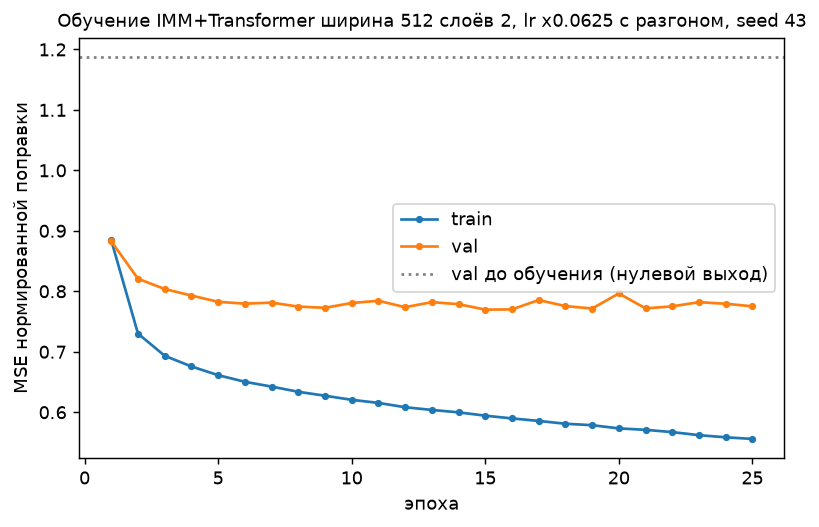 Обучение IMM+Transformer ширина 512 слоёв 2, lr x0.0625 с разгоном, seed 43
MSE нормированной поправки
1.2
1.1
1.0
0.9
0.8
0.7
0.6
train
val
val до обучения (нулевой выход)
0
5
10
15
20
25
эпоха